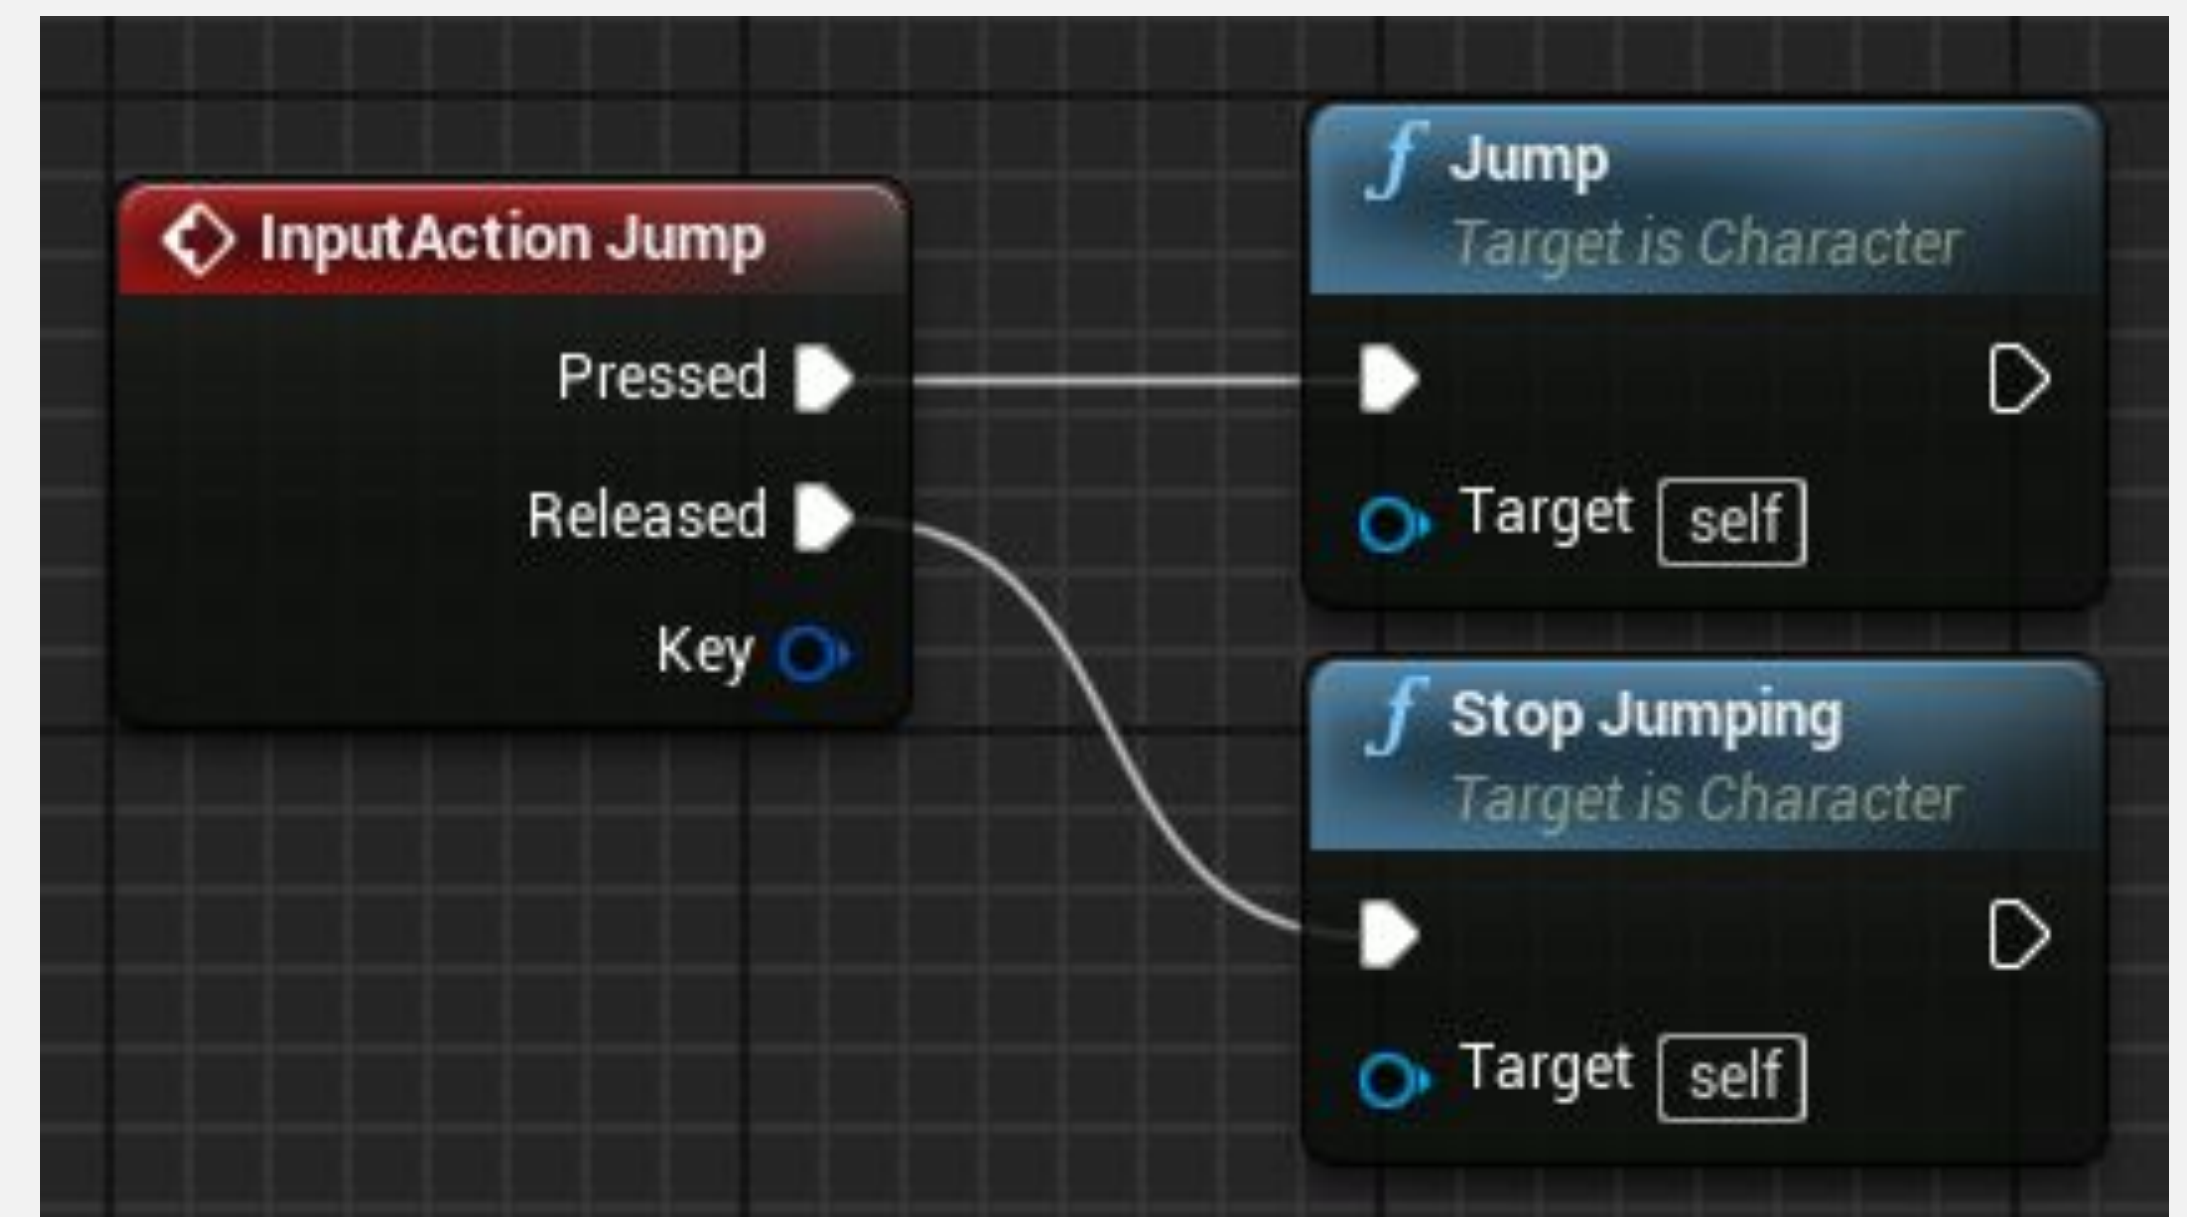 InputAction Jump
Pressed
Released
Key
f Jump
Target is Character
Target self
f Stop Jumping
Target is Character
Target self